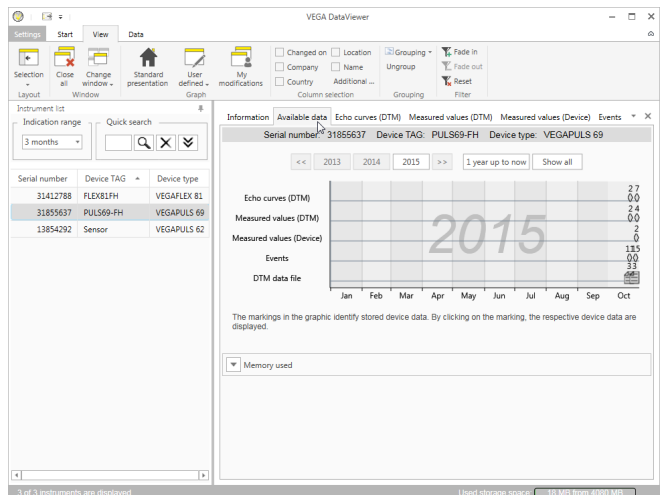 VEGA DataViewer
Settings Start View Data
Selection Close all Change window Standard presentation User defined My modifications
Changed on Location
Company Name
Country Additional ...
Grouping
Ungroup
Fade in
Fade out
Reset
Layout Window Graph Column selection Grouping Filter
Instrument list
Indication range Quick search
3 months
Serial number Device TAG Device type
31412788 FLEX81FH VEGAFLEX 81
31855637 PULS69-FH VEGAPULS 69
13854292 Sensor VEGAPULS 62
Information Available data Echo curves (DTM) Measured values (DTM) Measured values (Device) Events
Serial number: 31855637 Device TAG: PULS69-FH Device type: VEGAPULS 69
<< 2013 2014 2015 >> 1 year up to now Show all
2015
Echo curves (DTM)
Measured values (DTM)
Measured values (Device)
Events
DTM data file
Jan Feb Mar Apr May Jun Jul Aug Sep Oct
The markings in the graphic identify stored device data. By clicking on the marking, the respective device data are
displayed.
Memory used
3 of 3 instruments are displayed
Used storage space: 18 MB from 4000 MB